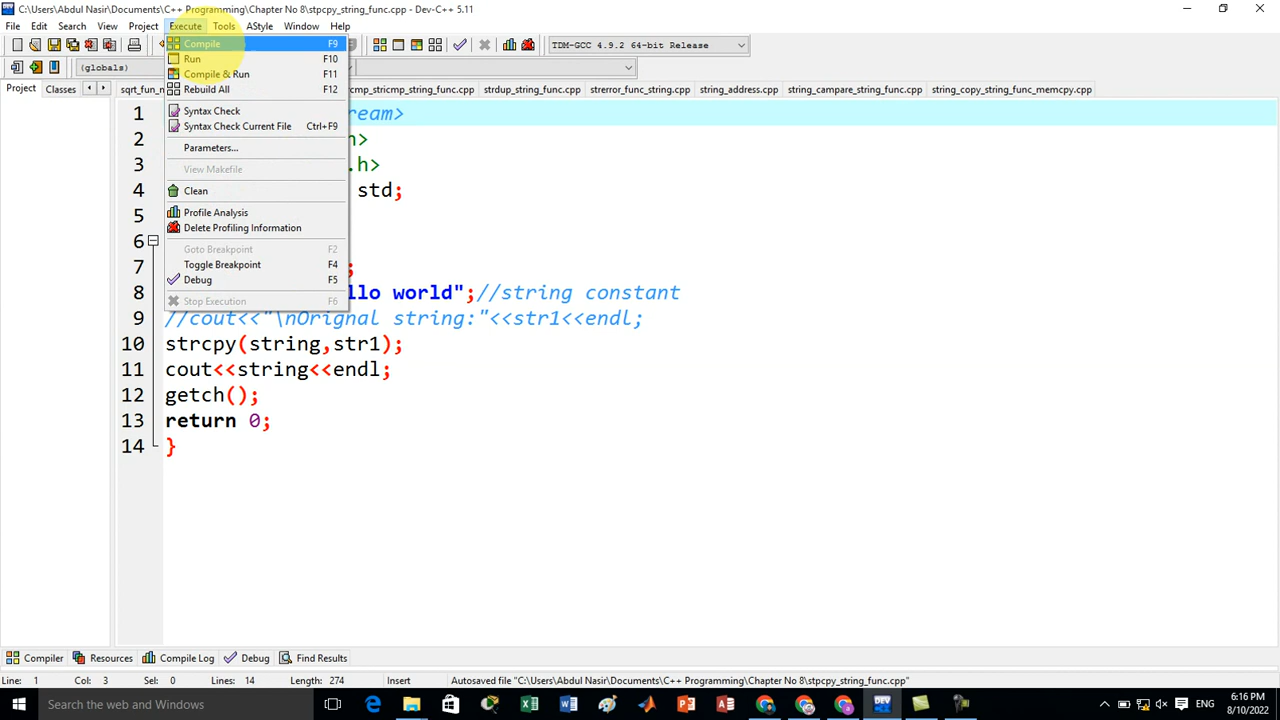 C:\Users\Abdul Nasir\Documents\C++ Programming\Chapter No 8\stpcpy_string_func.cpp - Dev-C++ 5.11
File Edit Search View Project Execute Tools AStyle Window Help
TDM-GCC 4.9.2 64-bit Release
(globals)
Project Classes
sqrt_fun_n cmp_stricmp_string_func.cpp strdup_string_func.cpp strerror_func_string.cpp string_address.cpp string_campare_string_func.cpp string_copy_string_func_memcpy.cpp
Compile F9
Run F10
Compile & Run F11
Rebuild All F12
Syntax Check
Syntax Check Current File Ctrl+F9
Parameters...
View Makefile
Clean
Profile Analysis
Delete Profiling Information
Goto Breakpoint F2
Toggle Breakpoint F4
Debug F5
Stop Execution F6
1 ream>
2 h>
3 .h>
4 std;
5
6
7 ;
8 llo world";//string constant
9 //cout<<"\nOrignal string:"<<str1<<endl;
10 strcpy(string,str1);
11 cout<<string<<endl;
12 getch();
13 return 0;
14 }
Compiler Resources Compile Log Debug Find Results
Line: 1 Col: 3 Sel: 0 Lines: 14 Length: 274 Insert Autosaved file "C:\Users\Abdul Nasir\Documents\C++ Programming\Chapter No 8\stpcpy_string_func.cpp"
Search the web and Windows
DEV
ENG
6:16 PM
8/10/2022